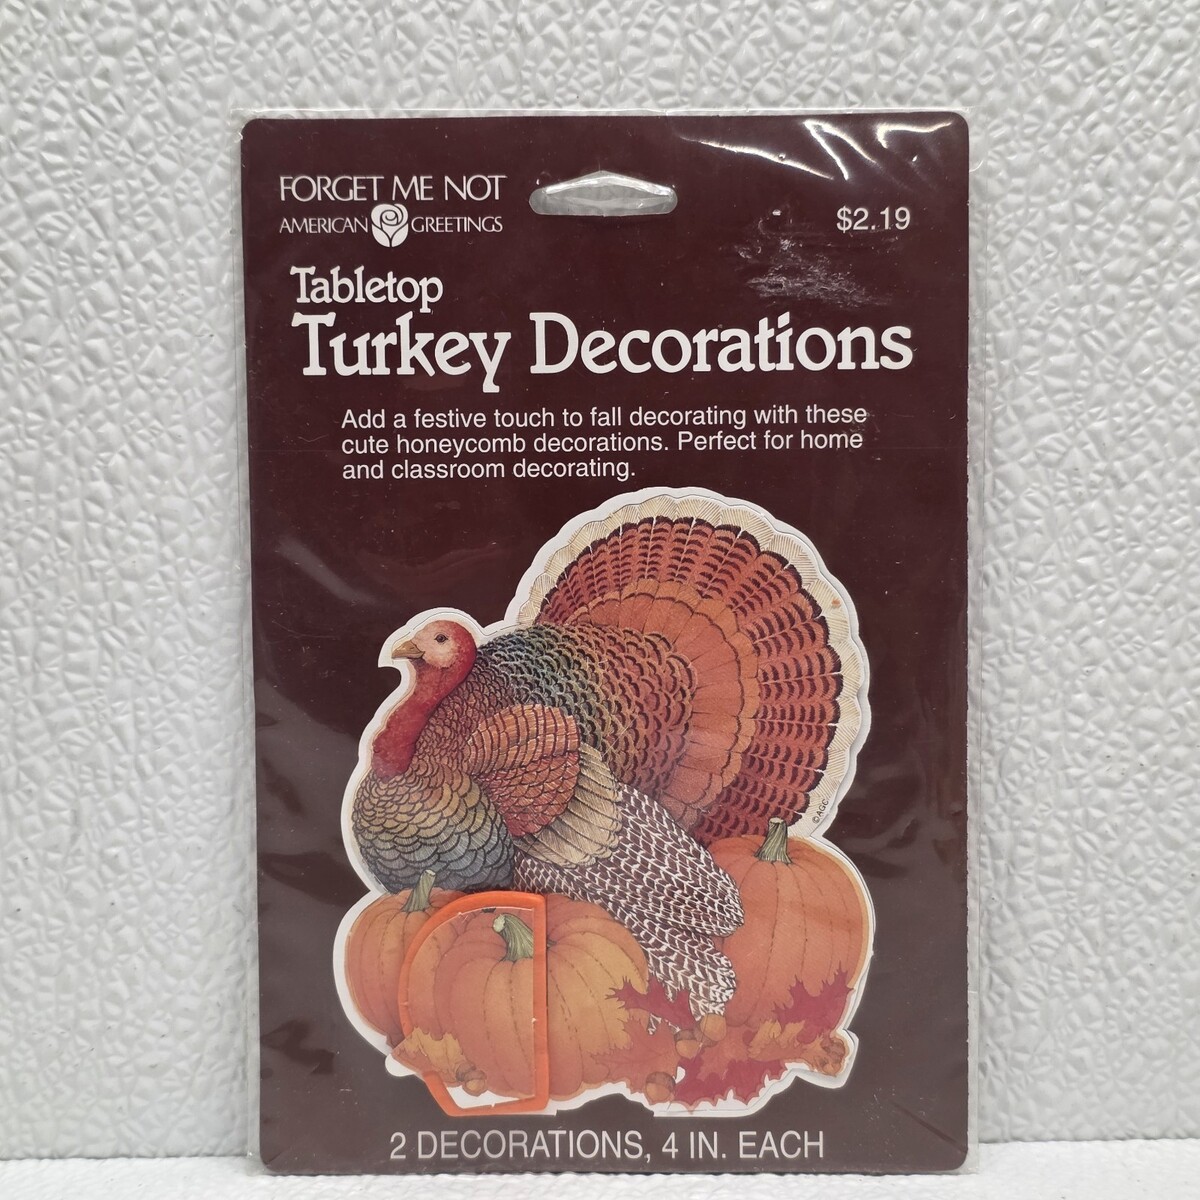 FORGET ME NOT
AMERICAN GREETINGS
$2.19
Tabletop
Turkey Decorations
Add a festive touch to fall decorating with these
cute honeycomb decorations. Perfect for home
and classroom decorating.
©AGC
2 DECORATIONS, 4 IN. EACH